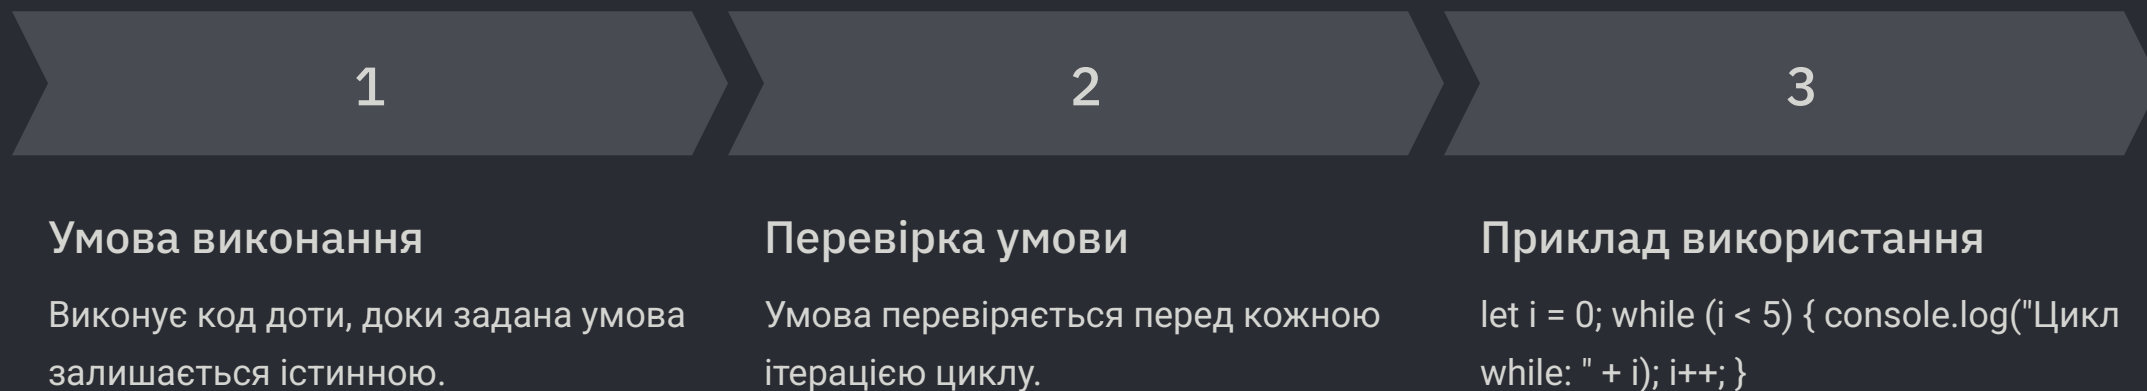 1
2
3
Умова виконання
Виконує код доти, доки задана умова
залишається істинною.
Перевірка умови
Умова перевіряється перед кожною
ітерацією циклу.
Приклад використання
let i = 0; while (i < 5) { console.log("Цикл
while: " + i); i++; }